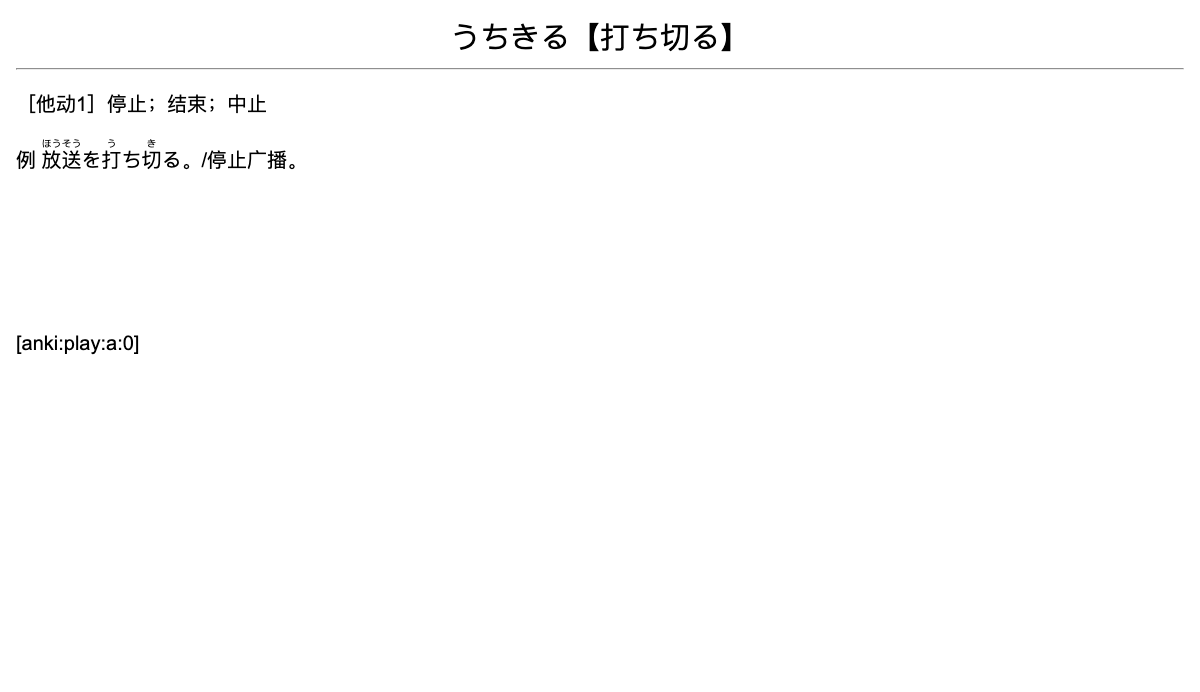 うちきる【打ち切る】
［他动1］停止；结束；中止
ほうそう う き
例 放送を打ち切る。/停止广播。
[anki:play:a:0]